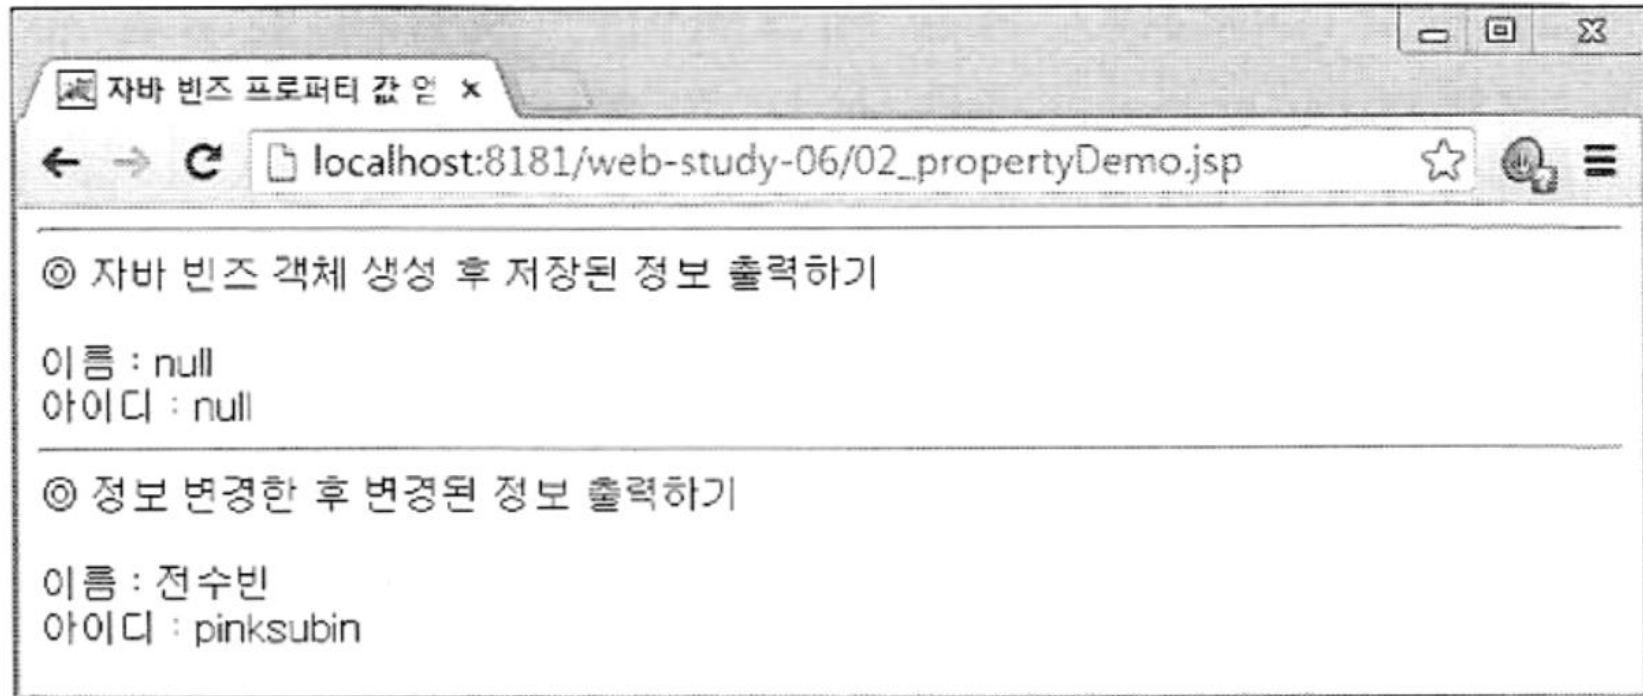 자바 빈즈 프로퍼티 값 얻
localhost:8181/web-study-06/02_propertyDemo.jsp
◎ 자바 빈즈 객체 생성 후 저장된 정보 출력하기
이름 : null
아이디 : null
◎ 정보 변경한 후 변경된 정보 출력하기
이름 : 전수빈
아이디 : pinksubin